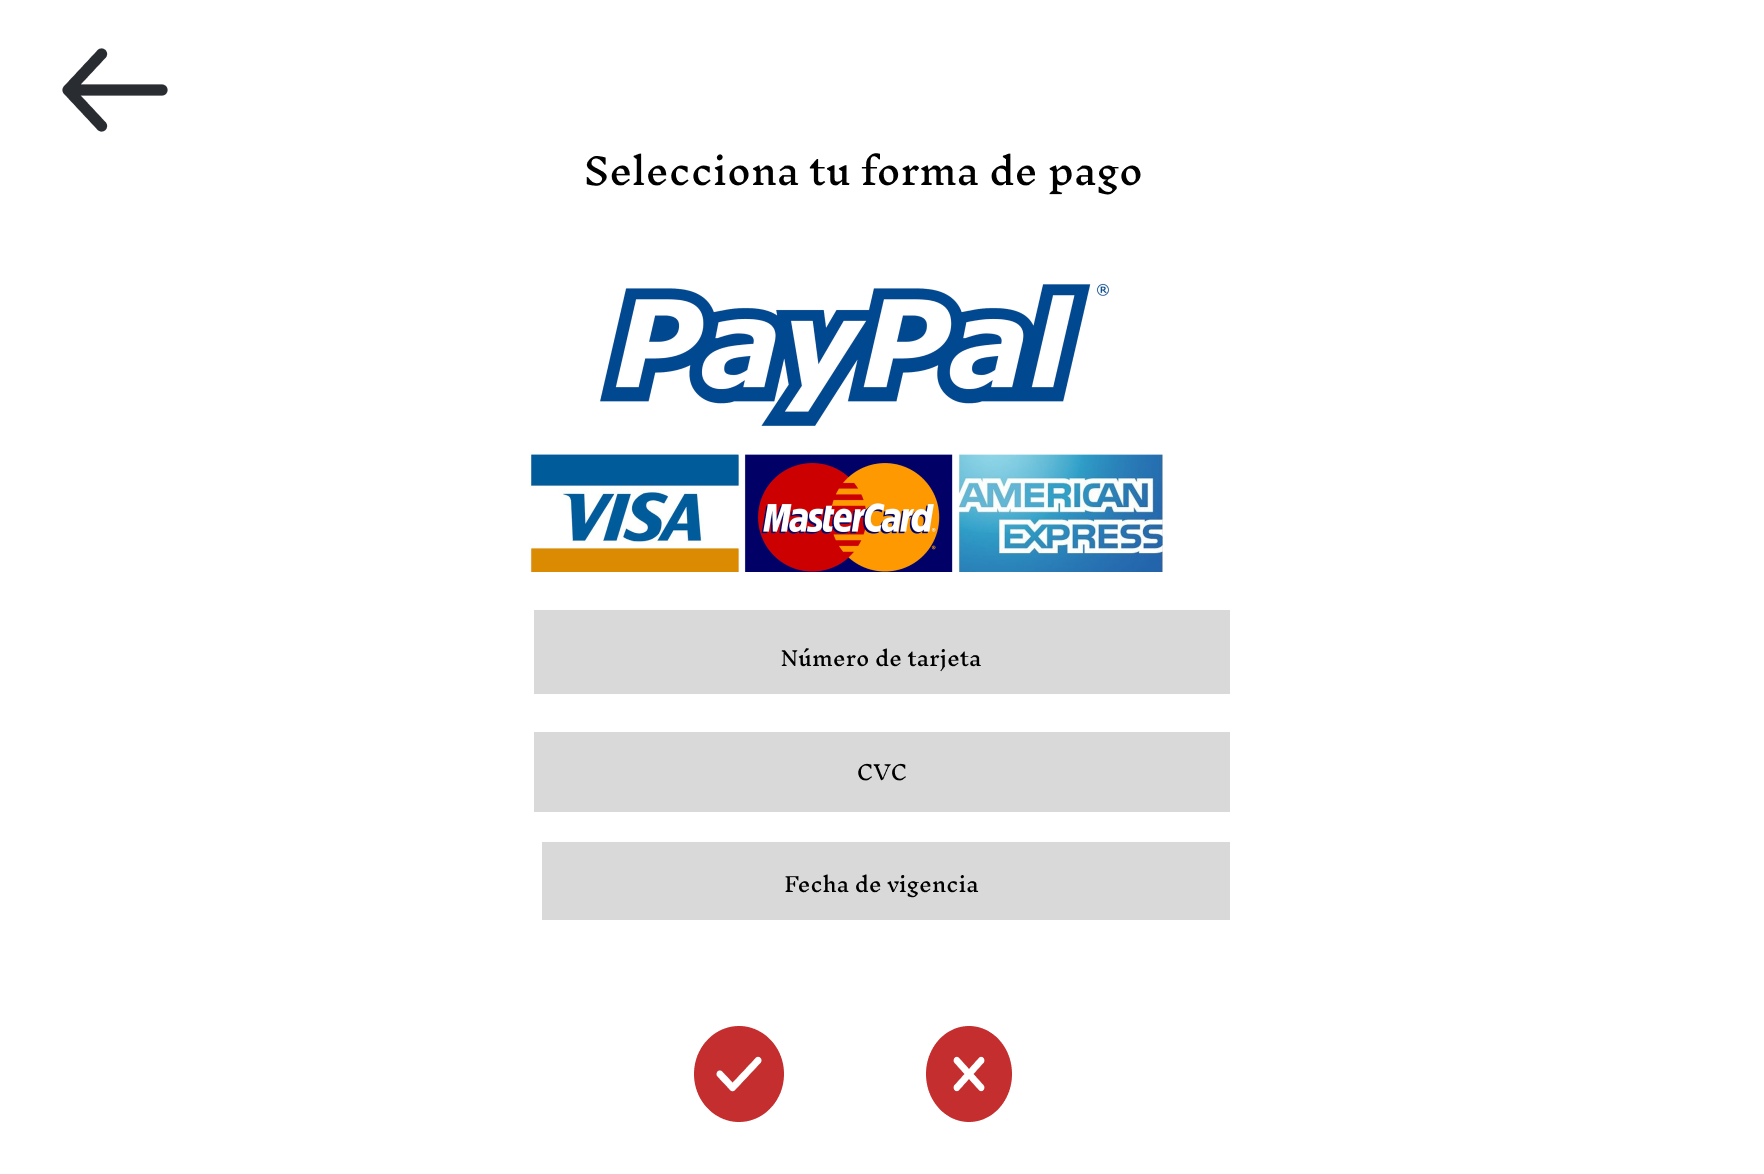 Selecciona tu forma de pago
PayPal ®
VISA
MasterCard
AMERICAN
EXPRESS
Número de tarjeta
CVC
Fecha de vigencia